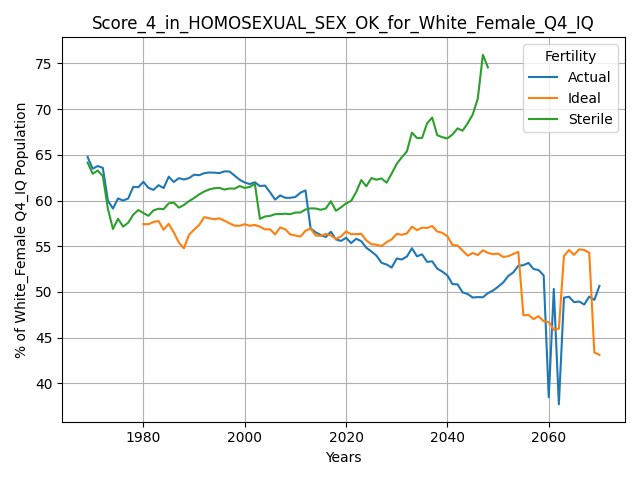 Score_4_in_HOMOSEXUAL_SEX_OK_for_White_Female_Q4_IQ
% of White_Female Q4_IQ Population
75
70
65
60
55
50
45
40
Fertility
Actual
Ideal
Sterile
1980
2000
2020
2040
2060
Years